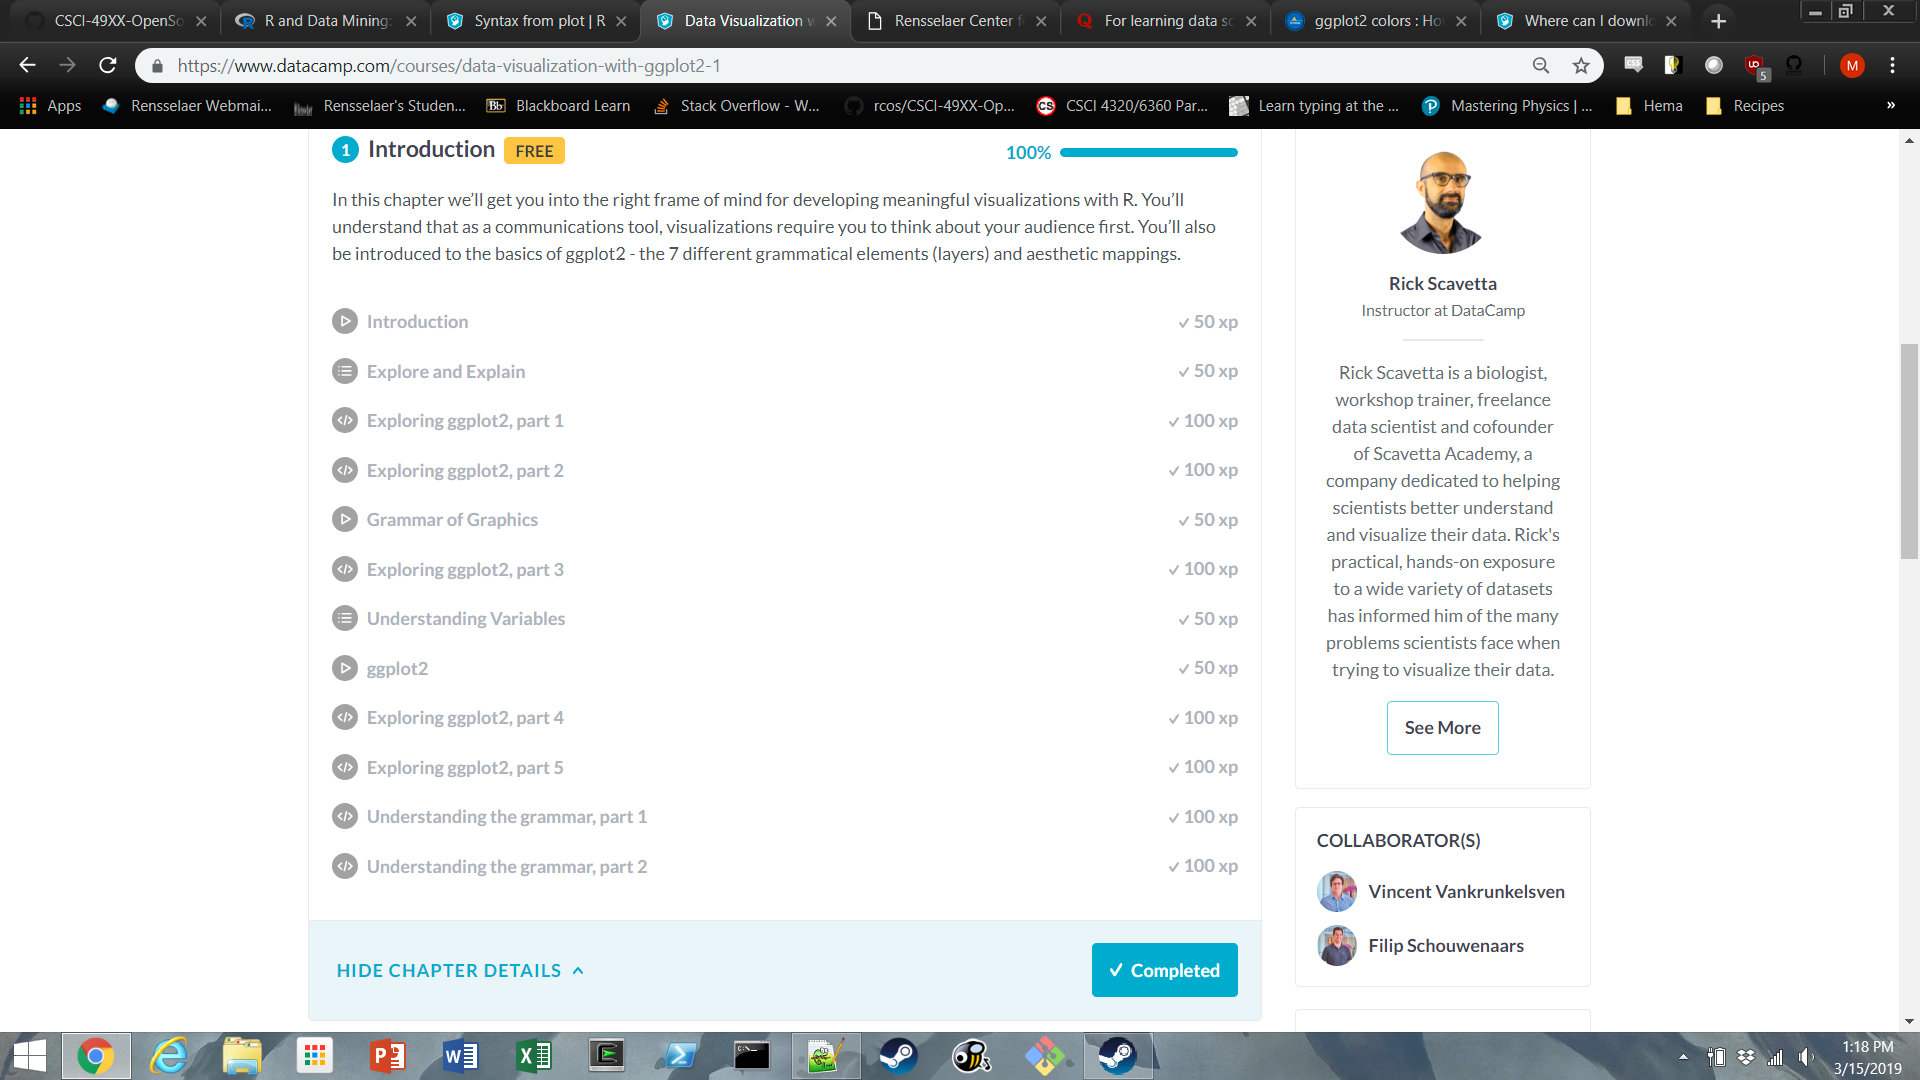 CSCI-49XX-OpenSo
R and Data Mining:
Syntax from plot | R
Data Visualization w
Rensselaer Center f
For learning data sc
ggplot2 colors : Ho
Where can I downl
https://www.datacamp.com/courses/data-visualization-with-ggplot2-1
css
UD
5
M
Apps
Rensselaer Webmai...
Rensselaer's Studen...
Bb
Blackboard Learn
Stack Overflow - W...
rcos/CSCI-49XX-Op...
CS
CSCI 4320/6360 Par...
Learn typing at the ...
Mastering Physics | ...
Hema
Recipes
»
1 Introduction FREE
100%
In this chapter we'll get you into the right frame of mind for developing meaningful visualizations with R. You'll
understand that as a communications tool, visualizations require you to think about your audience first. You'll also
be introduced to the basics of ggplot2 - the 7 different grammatical elements (layers) and aesthetic mappings.
Introduction ✓ 50 xp
Explore and Explain ✓ 50 xp
Exploring ggplot2, part 1 ✓ 100 xp
Exploring ggplot2, part 2 ✓ 100 xp
Grammar of Graphics ✓ 50 xp
Exploring ggplot2, part 3 ✓ 100 xp
Understanding Variables ✓ 50 xp
ggplot2 ✓ 50 xp
Exploring ggplot2, part 4 ✓ 100 xp
Exploring ggplot2, part 5 ✓ 100 xp
Understanding the grammar, part 1 ✓ 100 xp
Understanding the grammar, part 2 ✓ 100 xp
HIDE CHAPTER DETAILS
✓ Completed
Rick Scavetta
Instructor at DataCamp
Rick Scavetta is a biologist,
workshop trainer, freelance
data scientist and cofounder
of Scavetta Academy, a
company dedicated to helping
scientists better understand
and visualize their data. Rick's
practical, hands-on exposure
to a wide variety of datasets
has informed him of the many
problems scientists face when
trying to visualize their data.
See More
COLLABORATOR(S)
Vincent Vankrunkelsven
Filip Schouwenaars
1:18 PM
3/15/2019